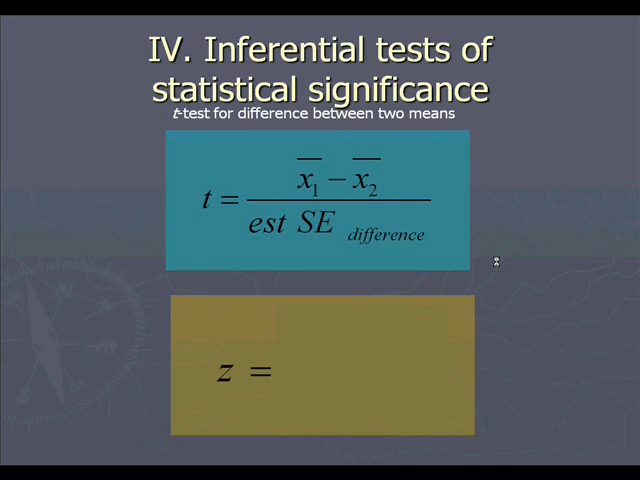 IV. Inferential tests of
statistical significance
t-test for difference between two means
t = x̄₁ − x̄₂ / est SE difference
z =